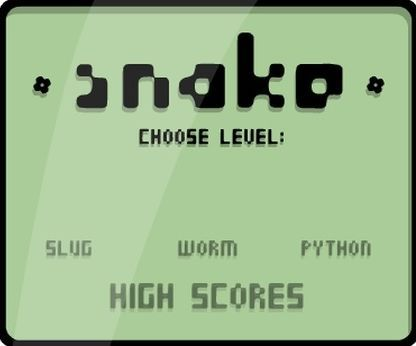 snake
CHOOSE LEVEL:
SLUG WORM PYTHON
HIGH SCORES